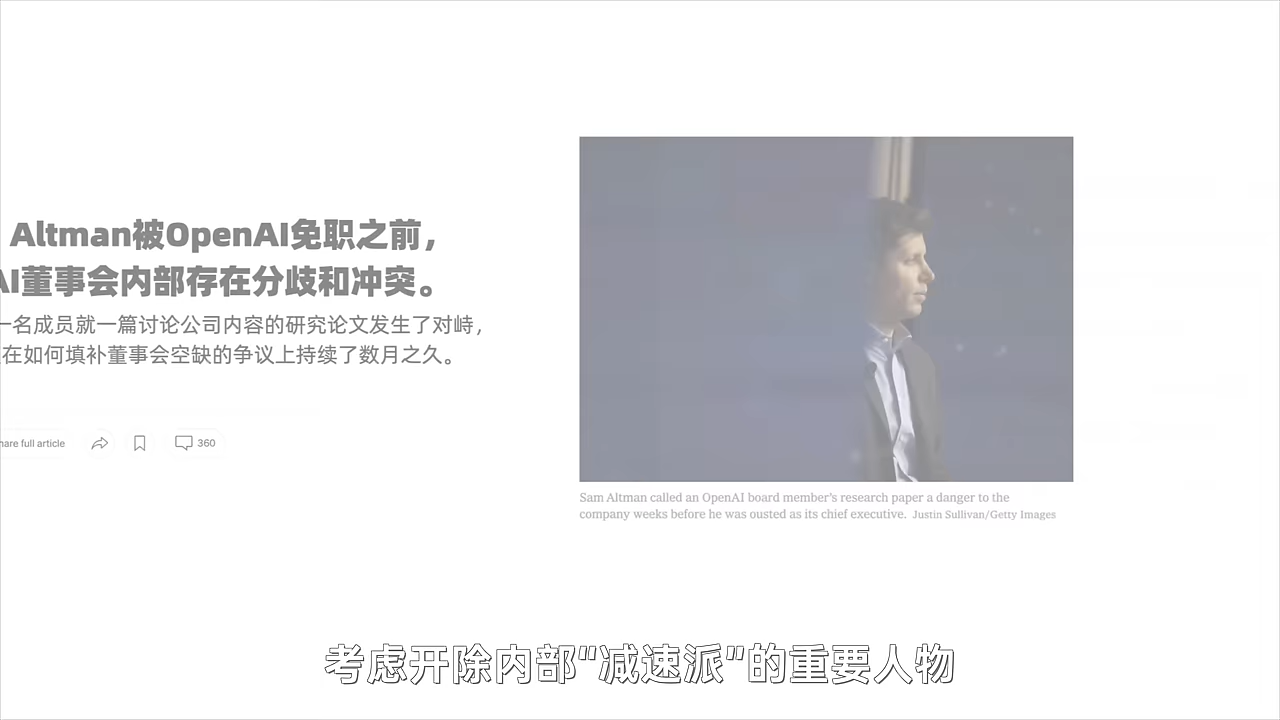 Altman被OpenAI免职之前，
AI董事会内部存在分歧和冲突。
一名成员就一篇讨论公司内容的研究论文发生了对峙，
在如何填补董事会空缺的争议上持续了数月之久。
hare full article
360
Sam Altman called an OpenAI board member's research paper a danger to the
company weeks before he was ousted as its chief executive. Justin Sullivan/Getty Images
考虑开除内部“减速派”的重要人物